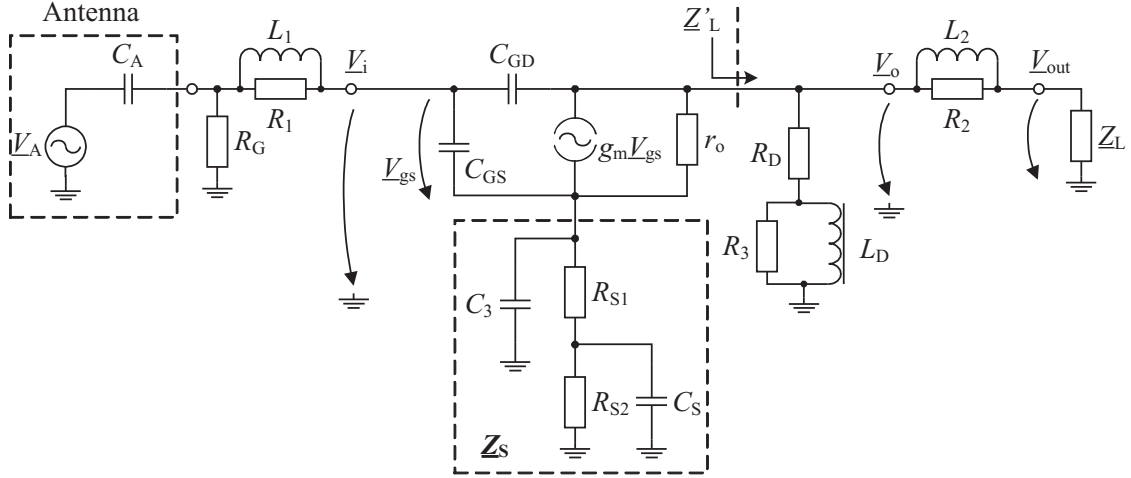 Antenna
C_A
L_1
V_i
C_GD
Z'_L
V_o
L_2
V_out
V_A
R_G
R_1
V_gs
C_GS
g_mV_gs
r_o
R_D
R_2
Z_L
R_3
L_D
C_3
R_S1
R_S2
C_S
Z_S